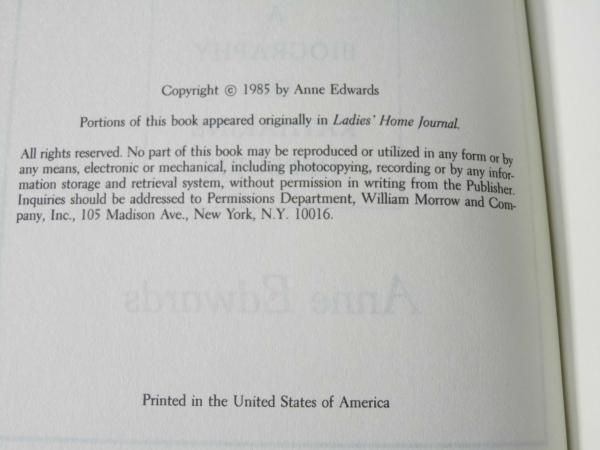 A
BIOGRAPHY
Copyright © 1985 by Anne Edwards
Portions of this book appeared originally in Ladies' Home Journal.
All rights reserved. No part of this book may be reproduced or utilized in any form or by
any means, electronic or mechanical, including photocopying, recording or by any infor-
mation storage and retrieval system, without permission in writing from the Publisher.
Inquiries should be addressed to Permissions Department, William Morrow and Com-
pany, Inc., 105 Madison Ave., New York, N.Y. 10016.
Anne Edwards
Printed in the United States of America